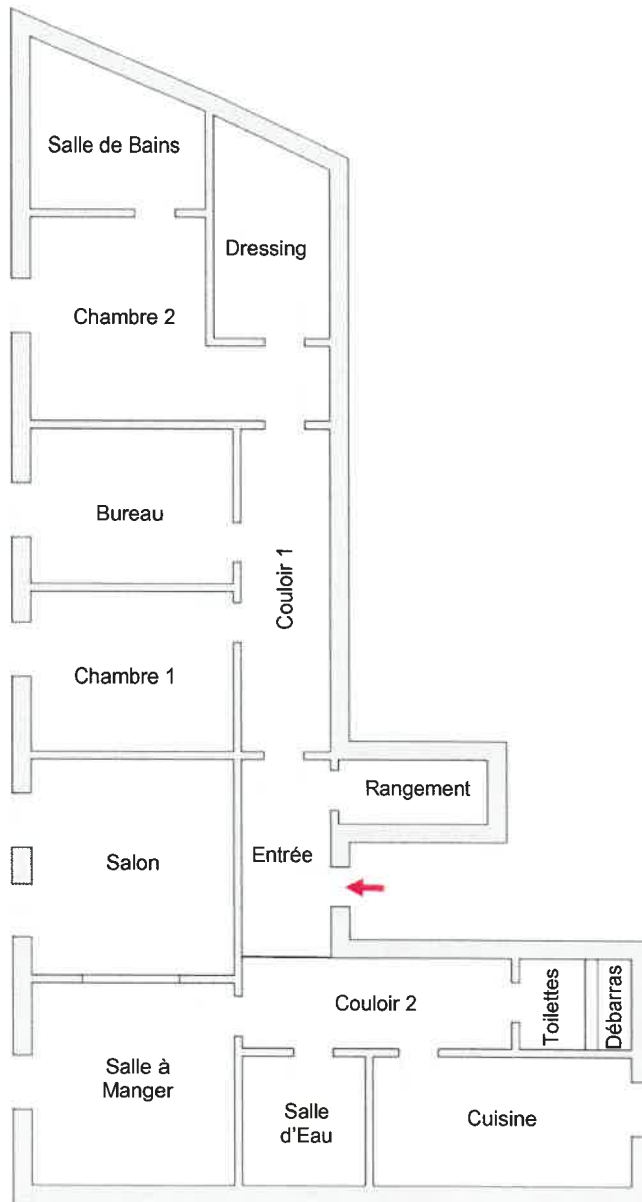 Salle de Bains
Dressing
Chambre 2
Bureau
Couloir 1
Chambre 1
Rangement
Salon
Entrée
Couloir 2
Toilettes
Débarras
Salle à
Manger
Salle
d'Eau
Cuisine